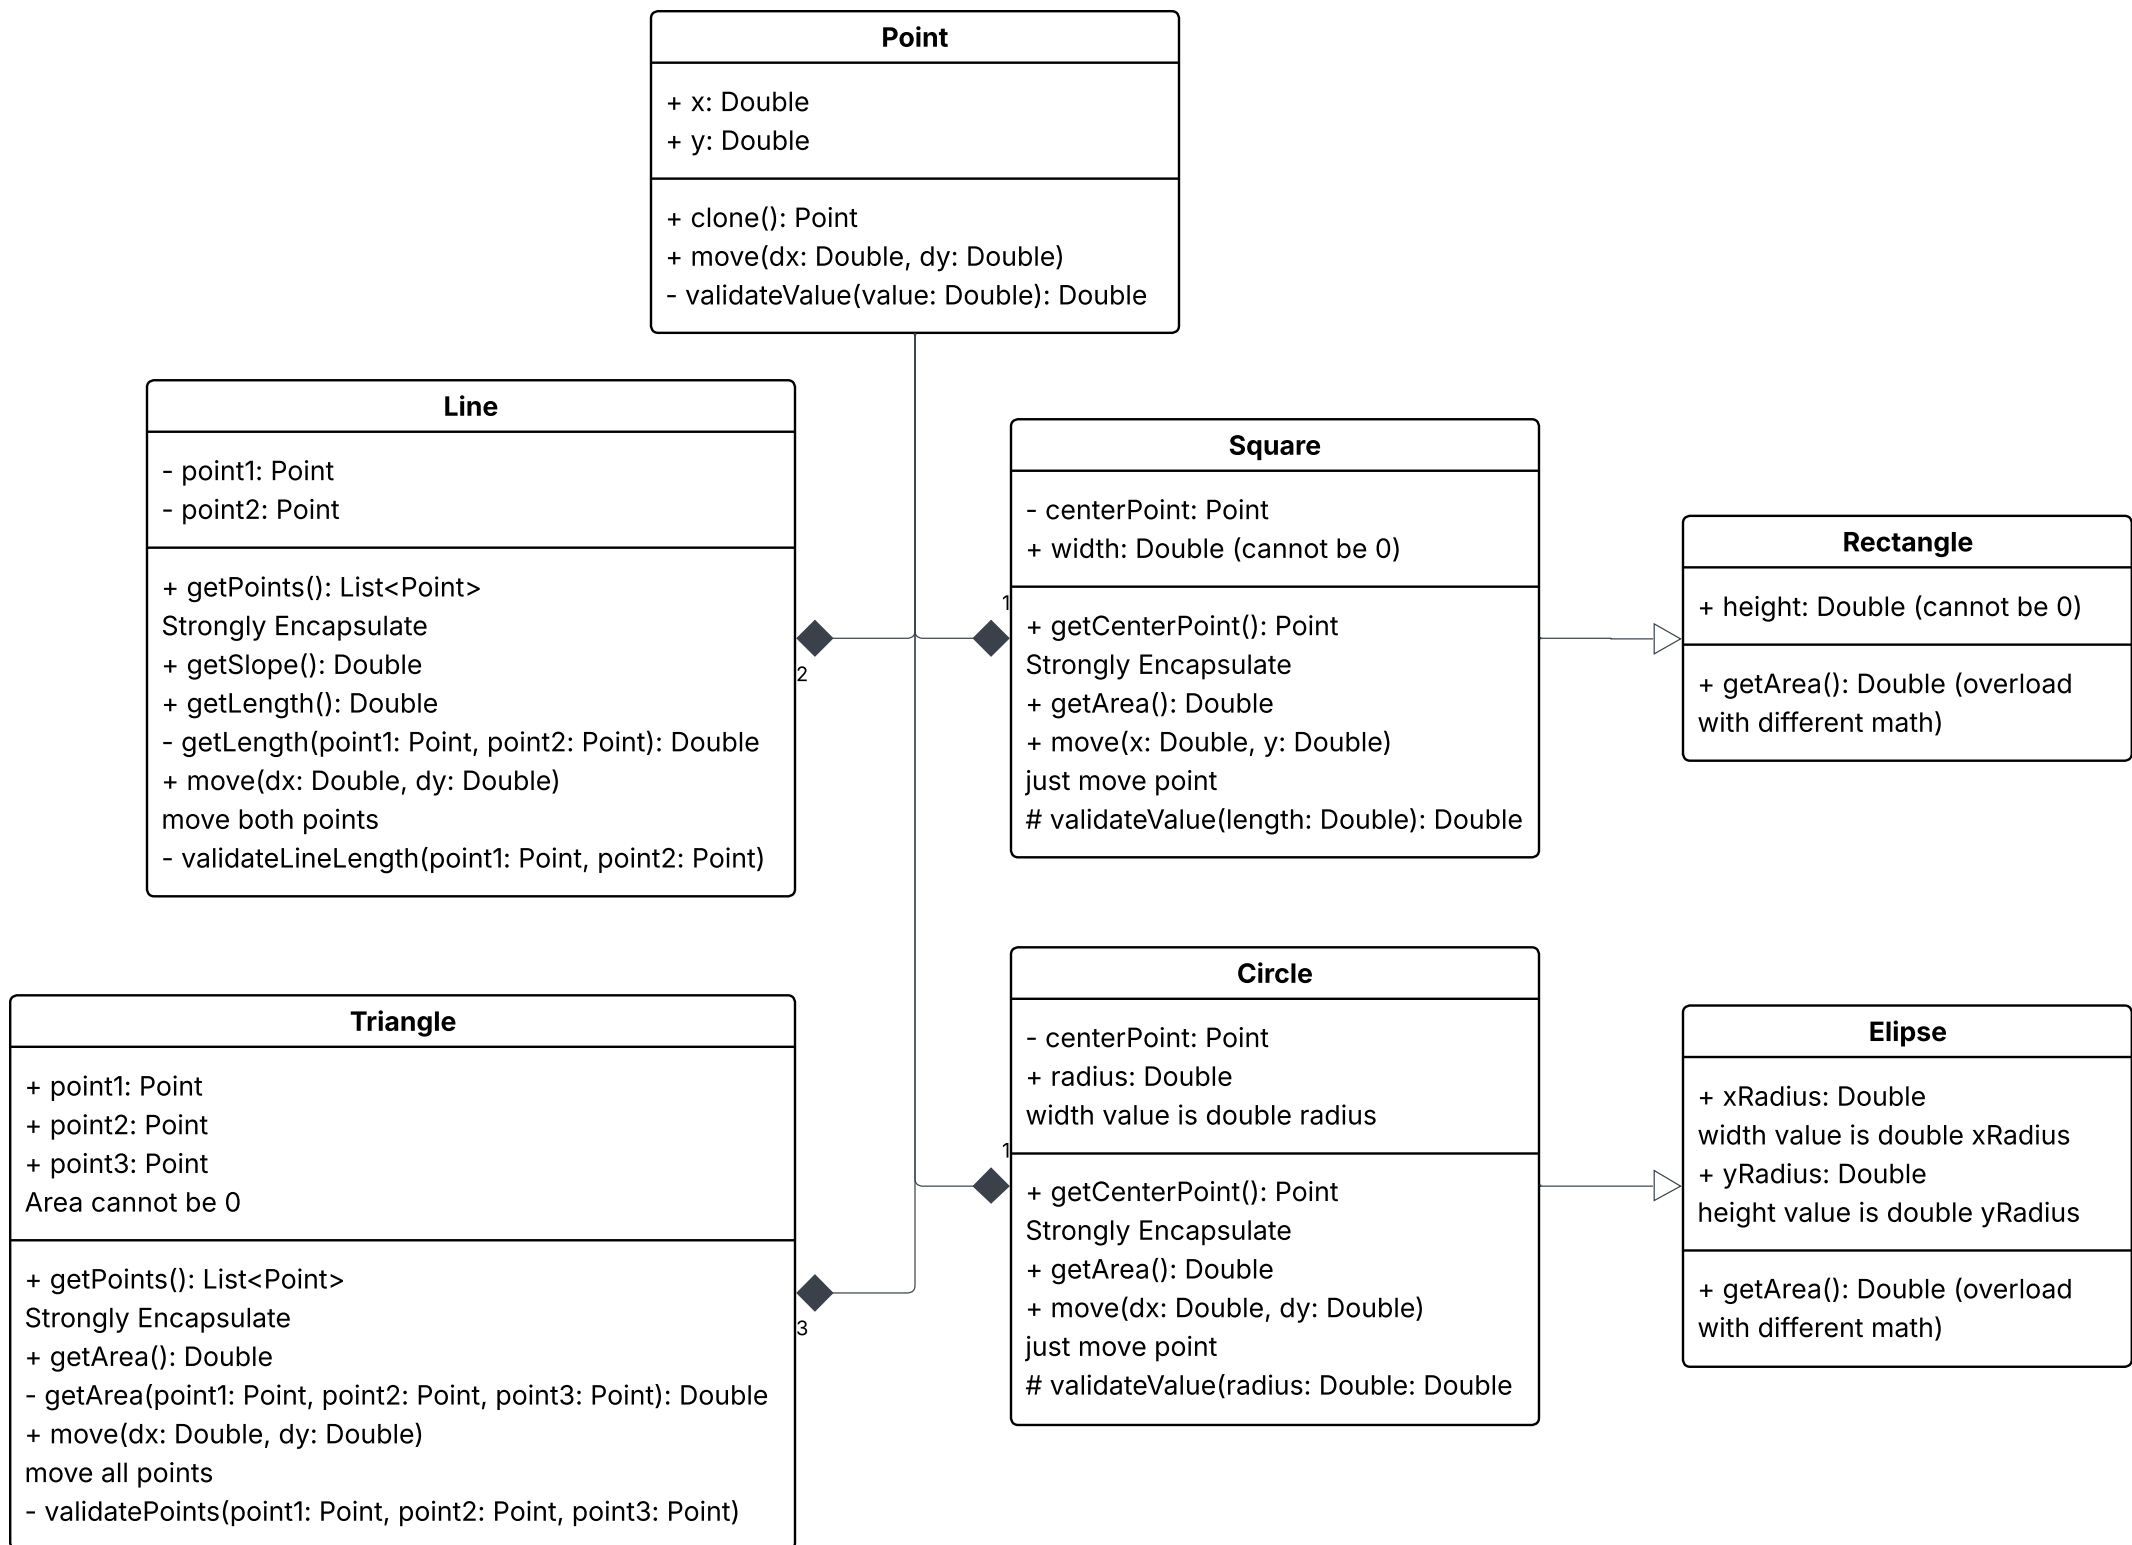 Point
+ x: Double
+ y: Double
+ clone(): Point
+ move(dx: Double, dy: Double)
- validateValue(value: Double): Double
Line
- point1: Point
- point2: Point
+ getPoints(): List<Point>
Strongly Encapsulate
+ getSlope(): Double
+ getLength(): Double
- getLength(point1: Point, point2: Point): Double
+ move(dx: Double, dy: Double)
move both points
- validateLineLength(point1: Point, point2: Point)
2
Square
- centerPoint: Point
+ width: Double (cannot be 0)
1
+ getCenterPoint(): Point
Strongly Encapsulate
+ getArea(): Double
+ move(x: Double, y: Double)
just move point
# validateValue(length: Double): Double
Rectangle
+ height: Double (cannot be 0)
+ getArea(): Double (overload
with different math)
Triangle
+ point1: Point
+ point2: Point
+ point3: Point
Area cannot be 0
+ getPoints(): List<Point>
Strongly Encapsulate
+ getArea(): Double
- getArea(point1: Point, point2: Point, point3: Point): Double
+ move(dx: Double, dy: Double)
move all points
- validatePoints(point1: Point, point2: Point, point3: Point)
3
Circle
- centerPoint: Point
+ radius: Double
width value is double radius
1
+ getCenterPoint(): Point
Strongly Encapsulate
+ getArea(): Double
+ move(dx: Double, dy: Double)
just move point
# validateValue(radius: Double: Double
Elipse
+ xRadius: Double
width value is double xRadius
+ yRadius: Double
height value is double yRadius
+ getArea(): Double (overload
with different math)